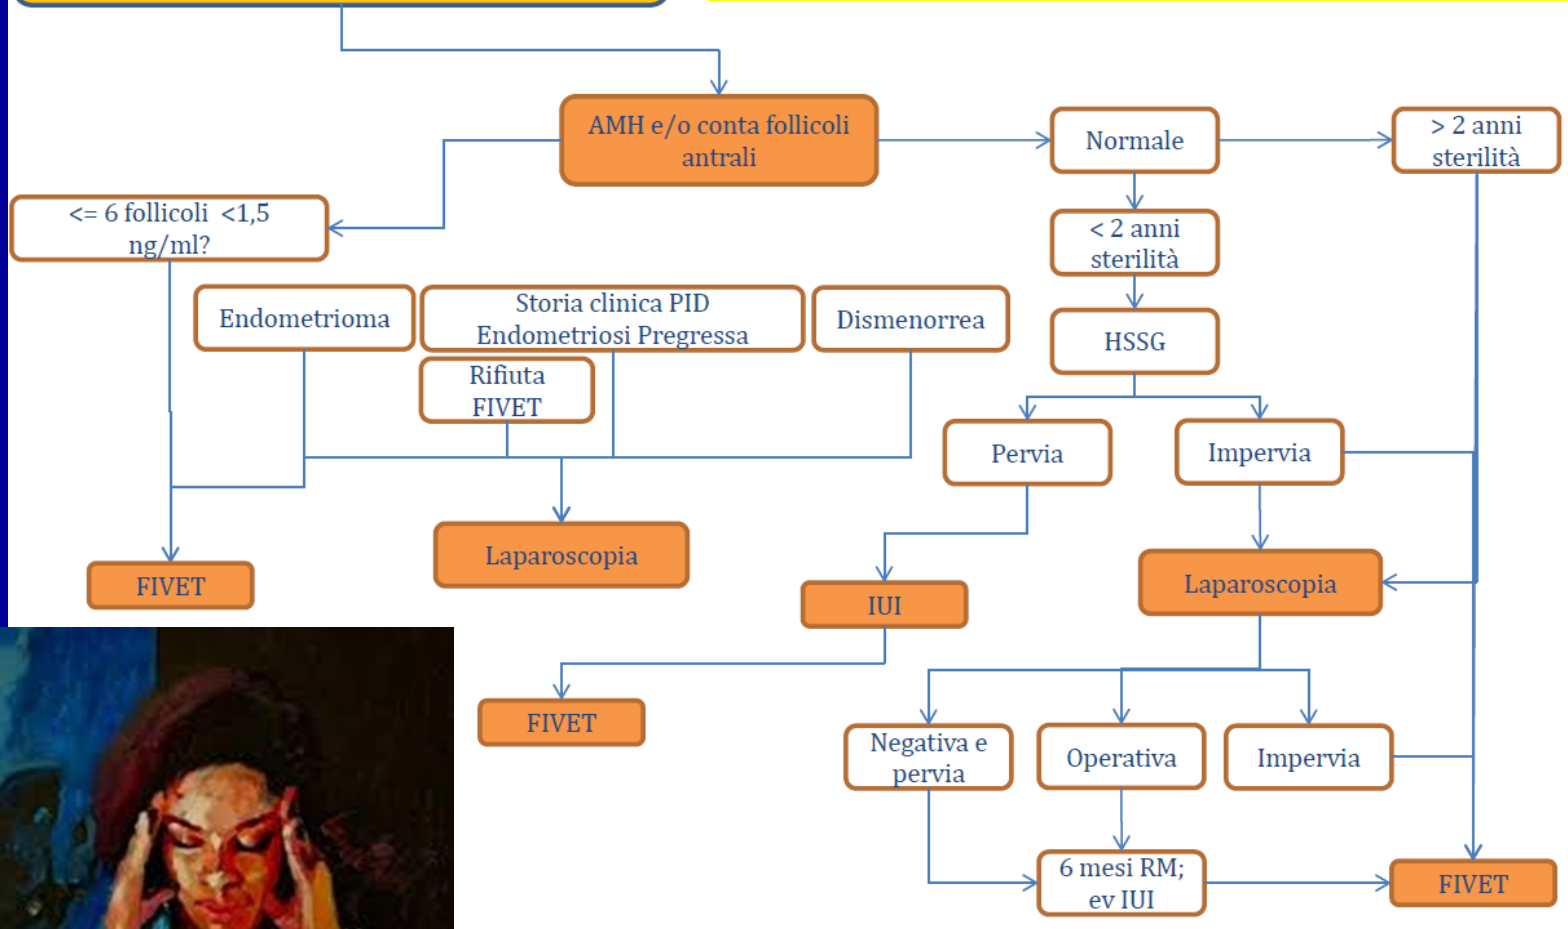 AMH e/o conta follicoli
antrali
Normale
> 2 anni
sterilità
<= 6 follicoli <1,5
ng/ml?
< 2 anni
sterilità
Endometrioma
Storia clinica PID
Endometriosi Pregressa
Dismenorrea
HSSG
Rifiuta
FIVET
Pervia
Impervia
Laparoscopia
FIVET
Laparoscopia
IUI
FIVET
Negativa e
pervia
Operativa
Impervia
6 mesi RM;
ev IUI
FIVET